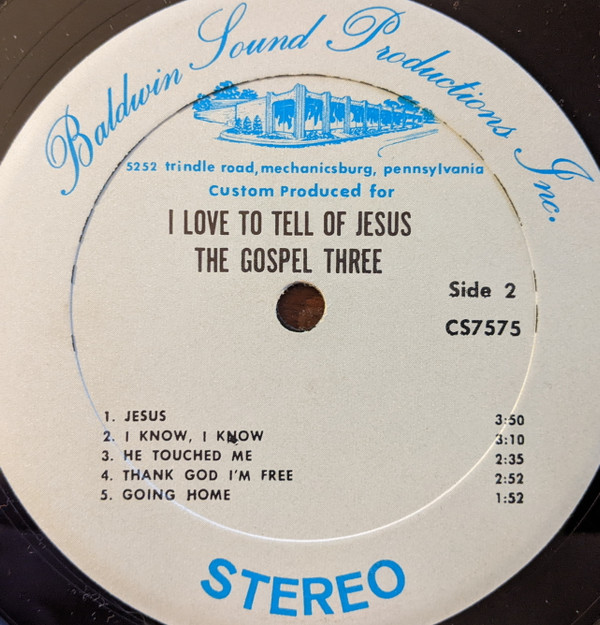 Baldwin Sound Productions Inc.
5252 trindle road, mechanicsburg, pennsylvania
Custom Produced for
I LOVE TO TELL OF JESUS
THE GOSPEL THREE
Side 2
CS7575
1. JESUS 3:50
2. I KNOW, I KNOW 3:10
3. HE TOUCHED ME 2:35
4. THANK GOD I'M FREE 2:52
5. GOING HOME 1:52
STEREO